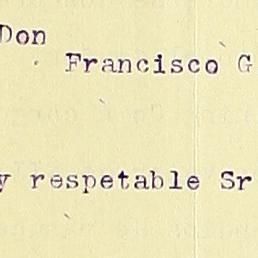 Don
Francisco G
y respetable Sr